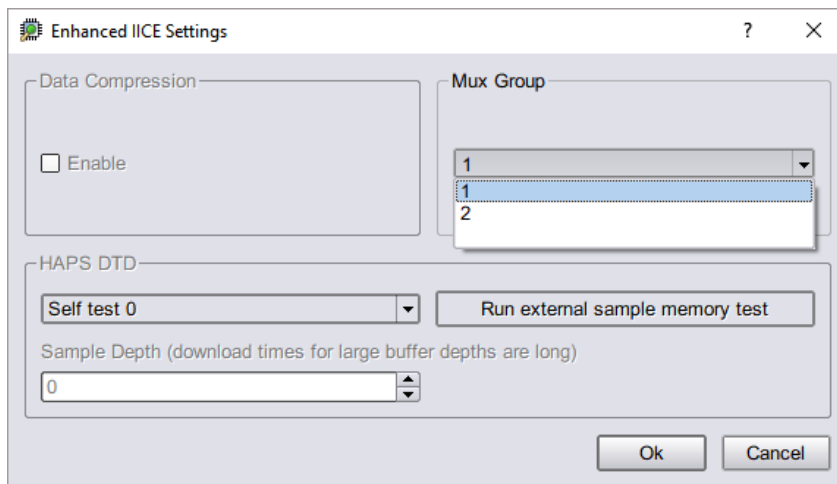 Enhanced IICE Settings
?
Data Compression
Enable
Mux Group
1
1
2
HAPS DTD
Self test 0
Run external sample memory test
Sample Depth (download times for large buffer depths are long)
0
Ok
Cancel